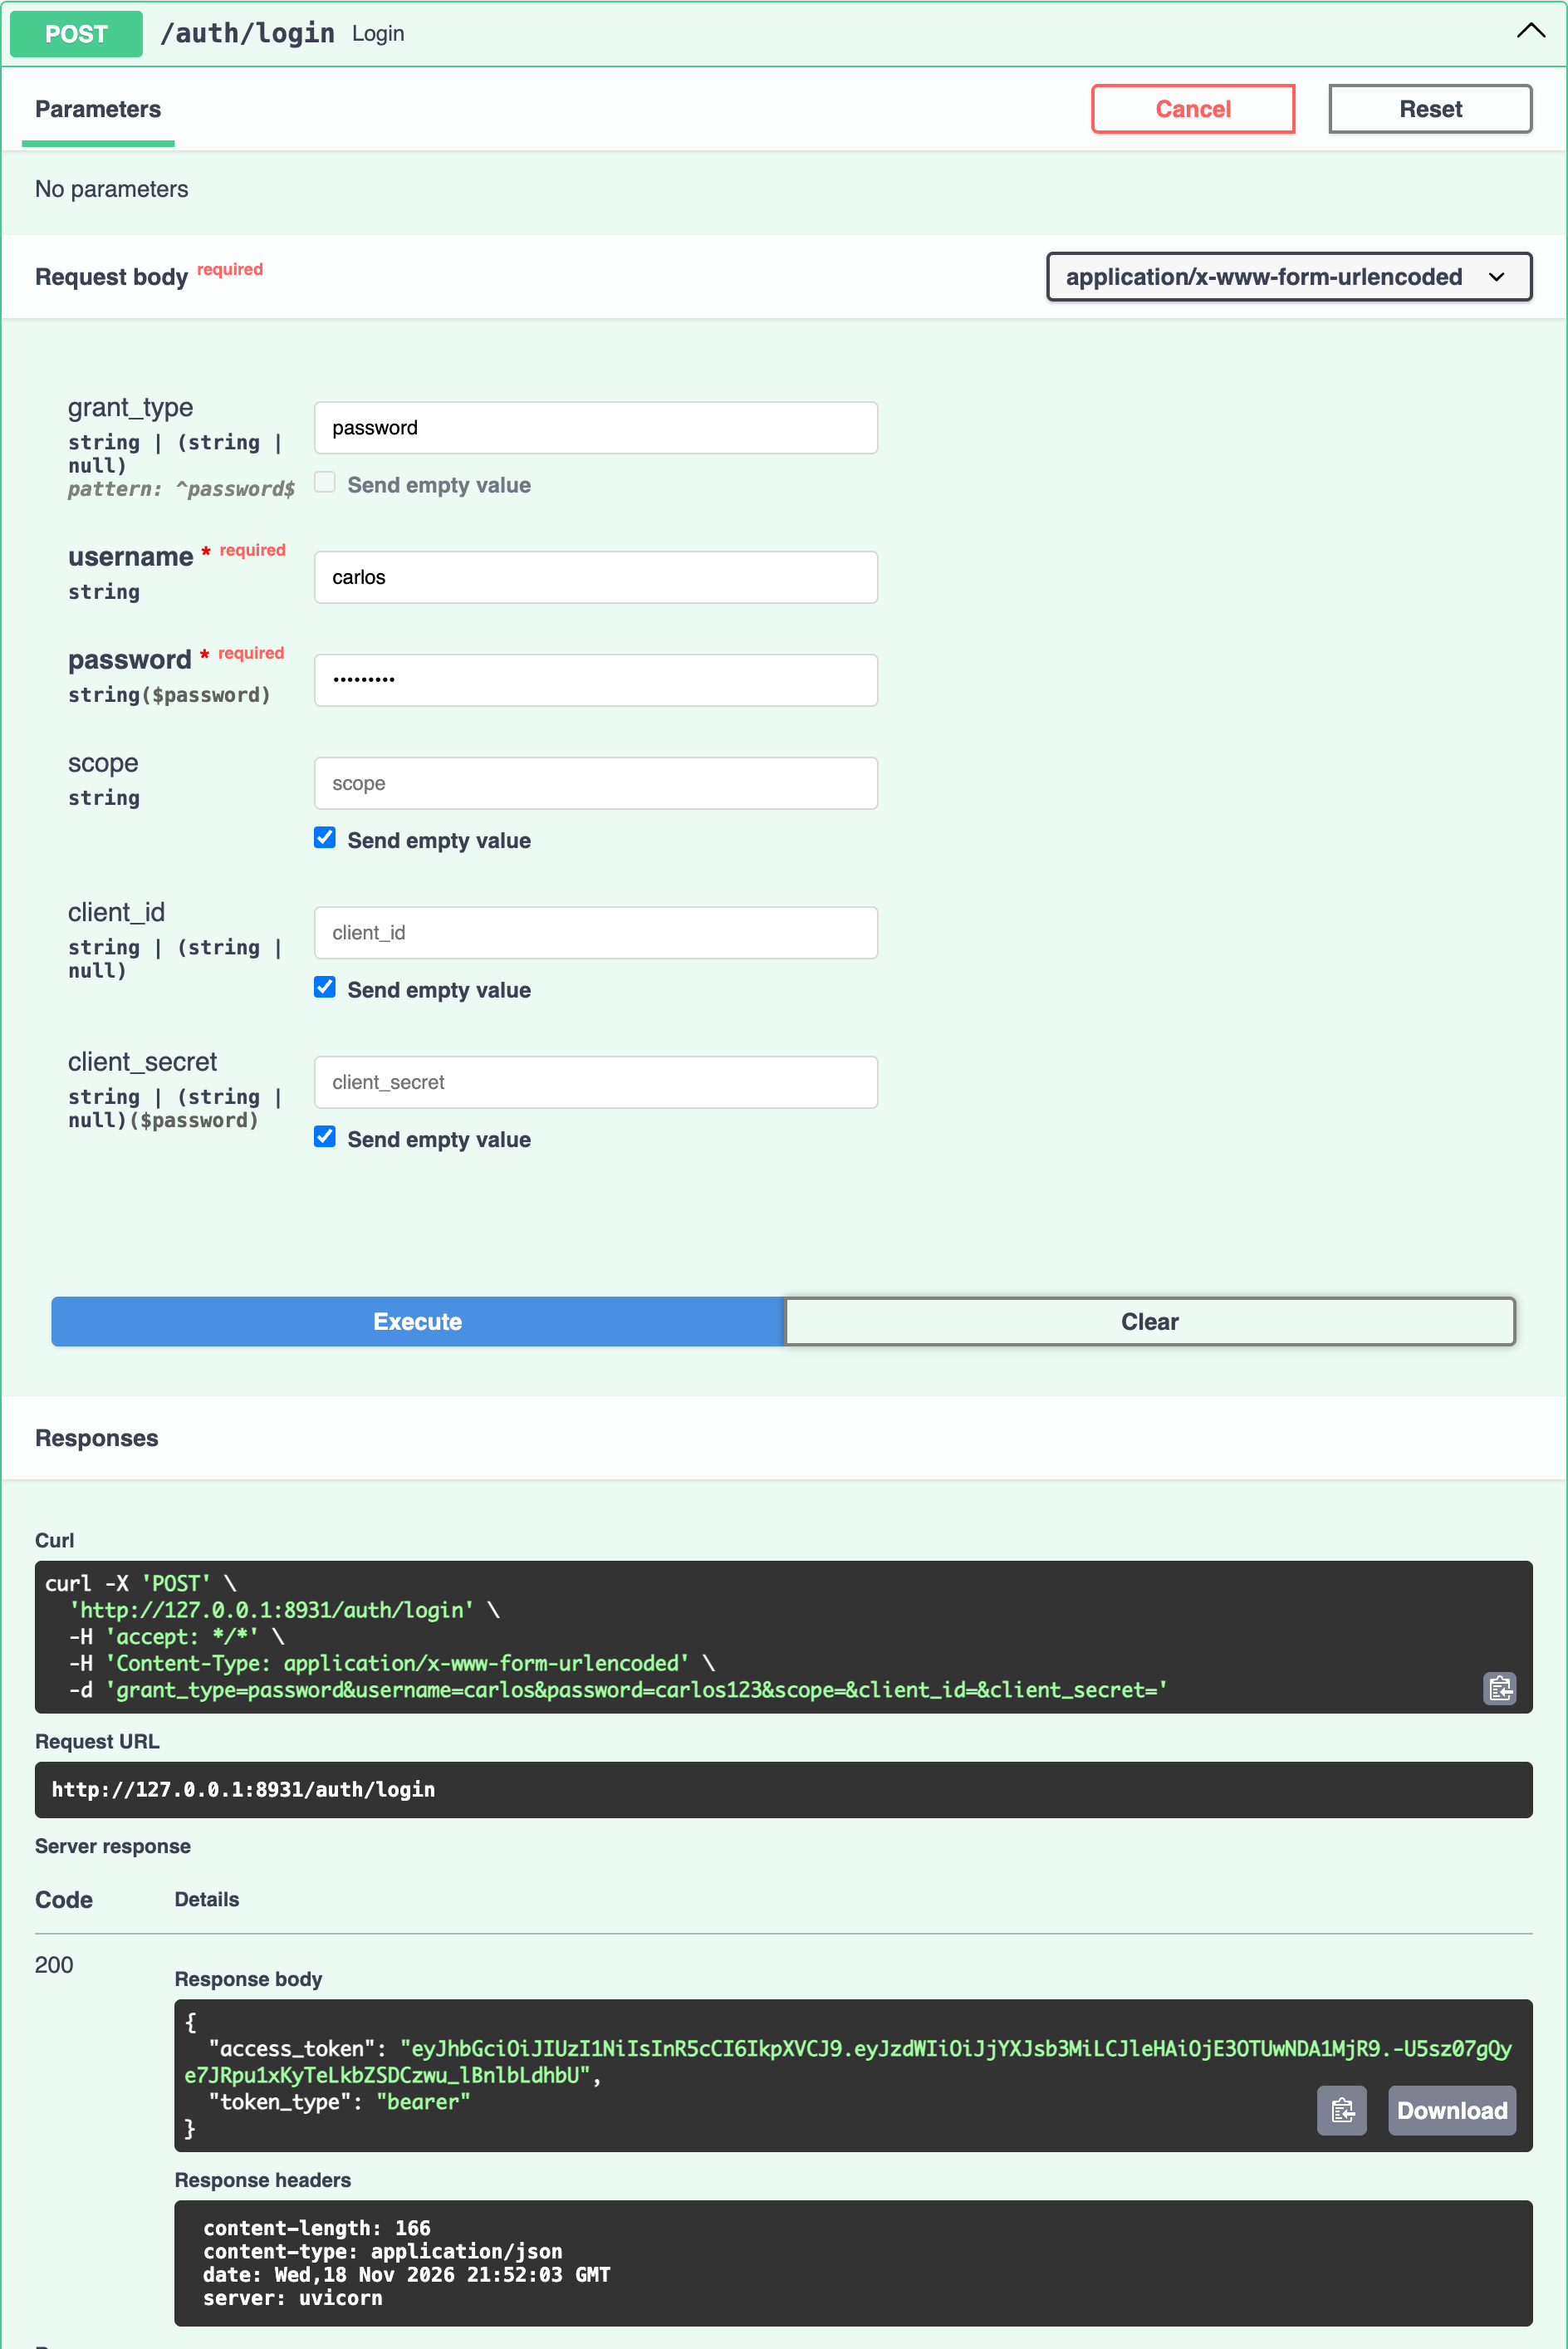 POST /auth/login Login
Parameters
Cancel
Reset
No parameters
Request body required
application/x-www-form-urlencoded
grant_type
string | (string |
null)
pattern: ^password$
password
Send empty value
username * required
string
carlos
password * required
string($password)
•••••••••
scope
string
scope
Send empty value
client_id
string | (string |
null)
client_id
Send empty value
client_secret
string | (string |
null)($password)
client_secret
Send empty value
Execute
Clear
Responses
Curl
curl -X 'POST' \
'http://127.0.0.1:8931/auth/login' \
-H 'accept: */*' \
-H 'Content-Type: application/x-www-form-urlencoded' \
-d 'grant_type=password&username=carlos&password=carlos123&scope=&client_id=&client_secret='
Request URL
http://127.0.0.1:8931/auth/login
Server response
Code Details
200
Response body
{
"access_token": "eyJhbGciOiJIUzI1NiIsInR5cCI6IkpXVCJ9.eyJzdWIiOiJjYXJsb3MiLCJleHAiOjE3OTUwNDA1MjR9.-U5sz07gQy
e7JRpu1xKyTeLkbZSDCzwu_lBnlbLdhbU",
"token_type": "bearer"
}
Download
Response headers
content-length: 166
content-type: application/json
date: Wed,18 Nov 2026 21:52:03 GMT
server: uvicorn